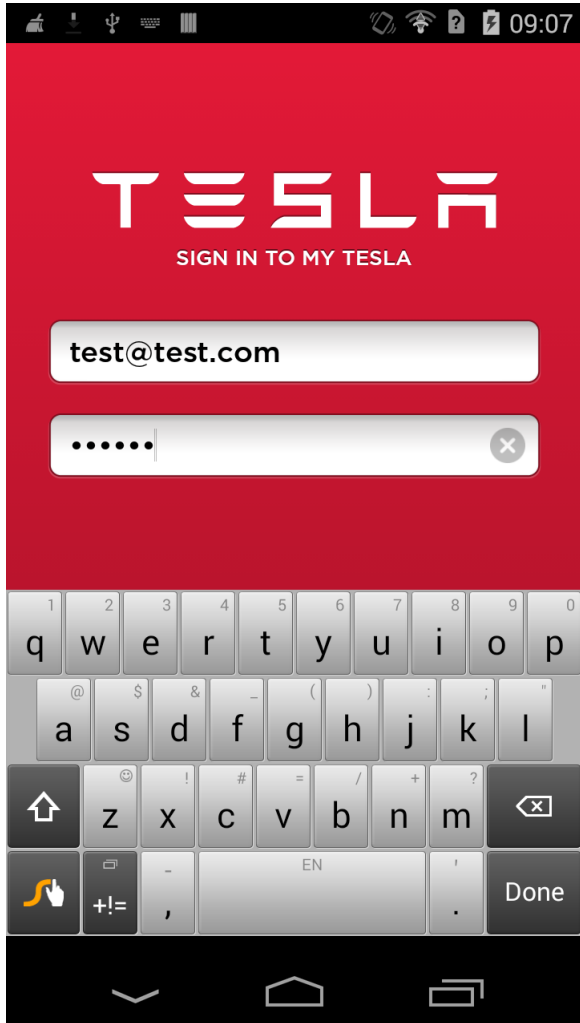 09:07
TESLA
SIGN IN TO MY TESLA
test@test.com
••••••
1 2 3 4 5 6 7 8 9 0
q w e r t y u i o p
@ $ & _ ( ) : ; "
a s d f g h j k l
! # = / + ?
z x c v b n m
- EN '
+!= , . Done